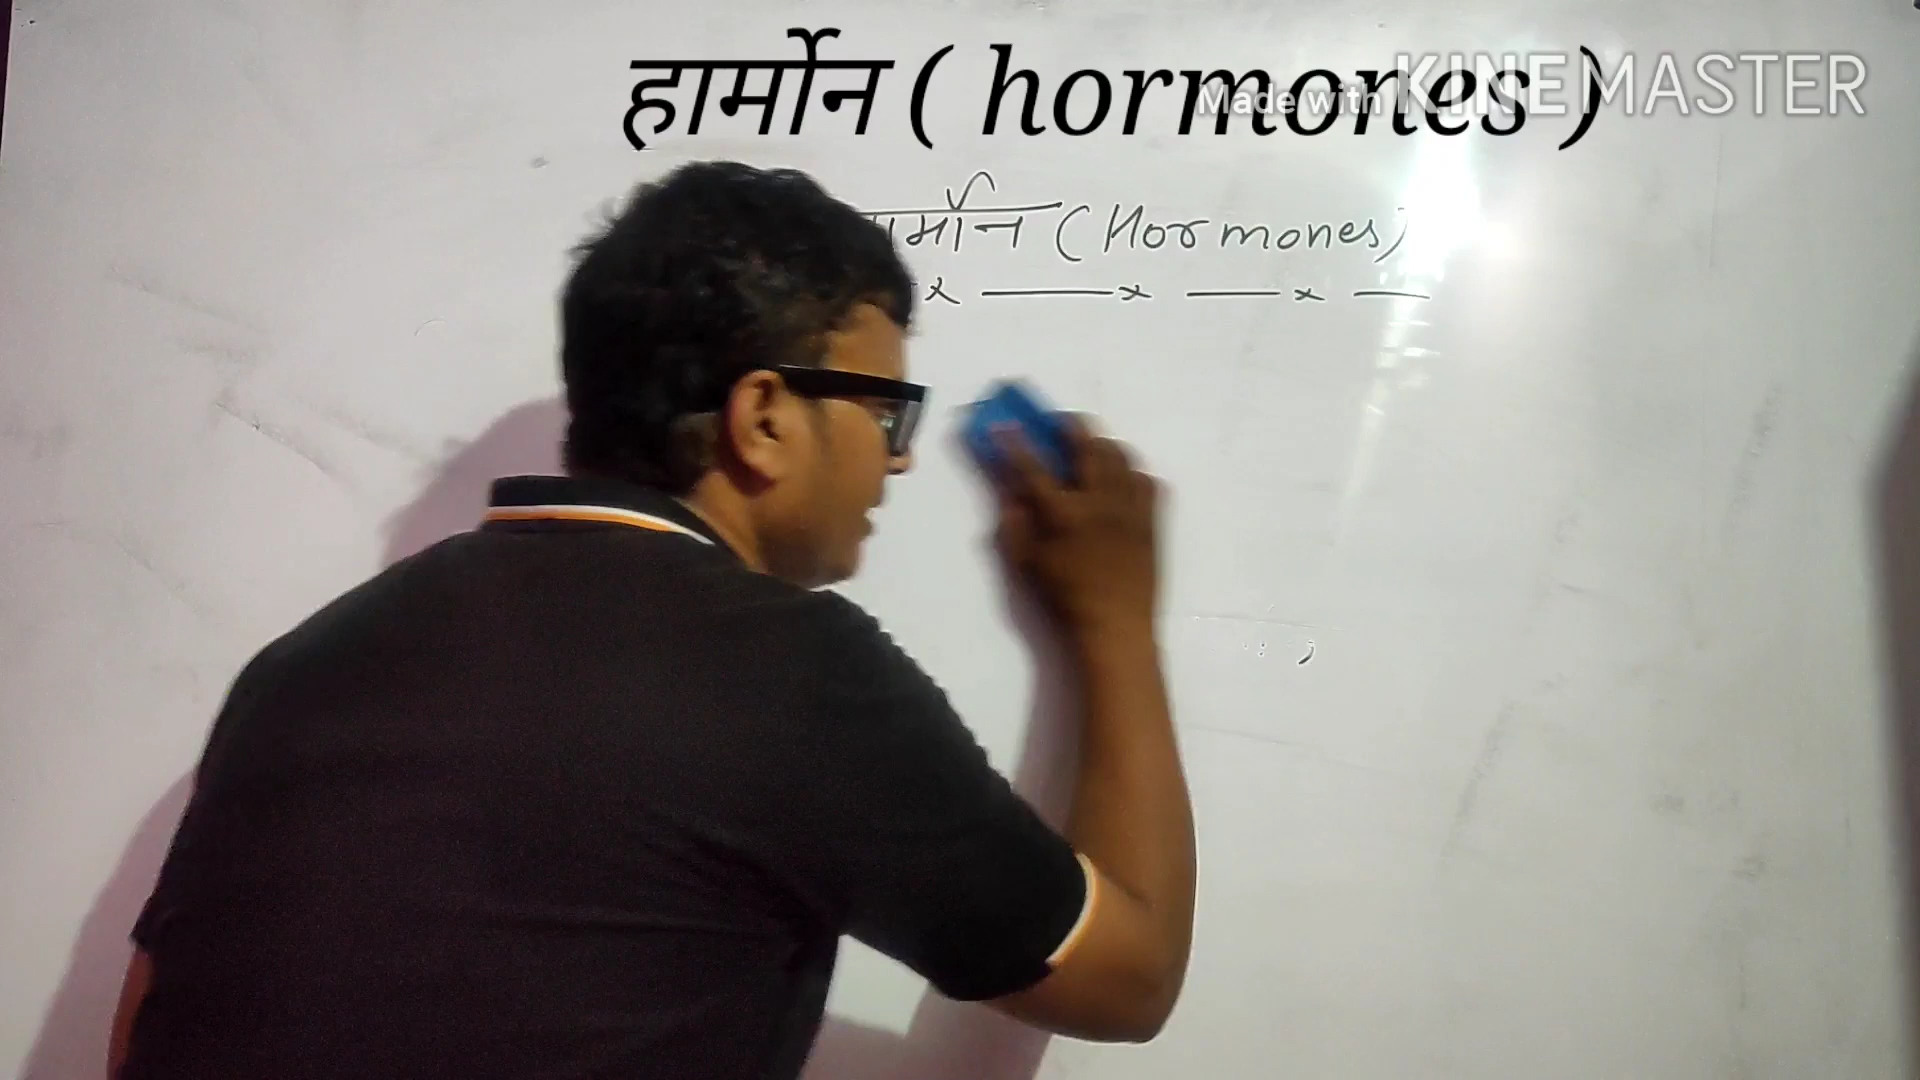 हार्मोन ( hormones )
Made with KINEMASTER
(Hormones)